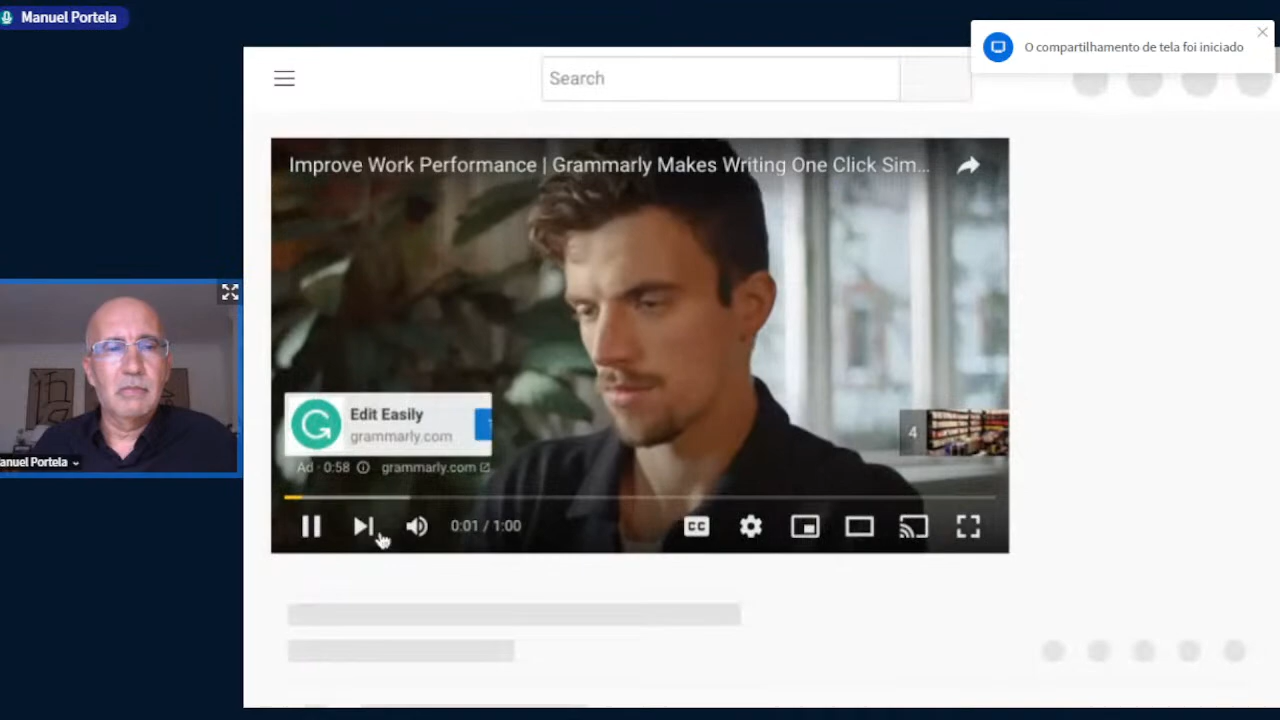 Manuel Portela
O compartilhamento de tela foi iniciado
Search
Improve Work Performance | Grammarly Makes Writing One Click Sim...
Edit Easily
grammarly.com
4
Ad · 0:58 grammarly.com
anuel Portela
0:01 / 1:00
CC